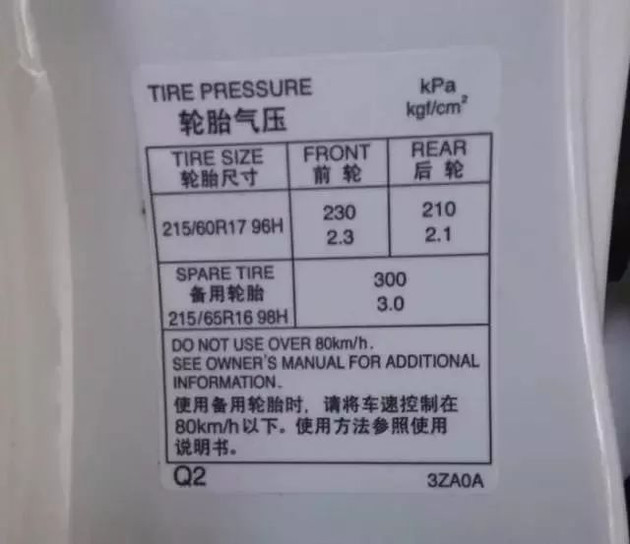 TIRE PRESSURE kPa
轮胎气压 kgf/cm²
TIRE SIZE FRONT REAR
轮胎尺寸 前 轮 后 轮
215/60R17 96H 230 210
2.3 2.1
SPARE TIRE 300
备用轮胎 3.0
215/65R16 98H
DO NOT USE OVER 80km/h.
SEE OWNER'S MANUAL FOR ADDITIONAL
INFORMATION.
使用备用轮胎时，请将车速控制在
80km/h以下。使用方法参照使用
说明书。
Q2 3ZA0A